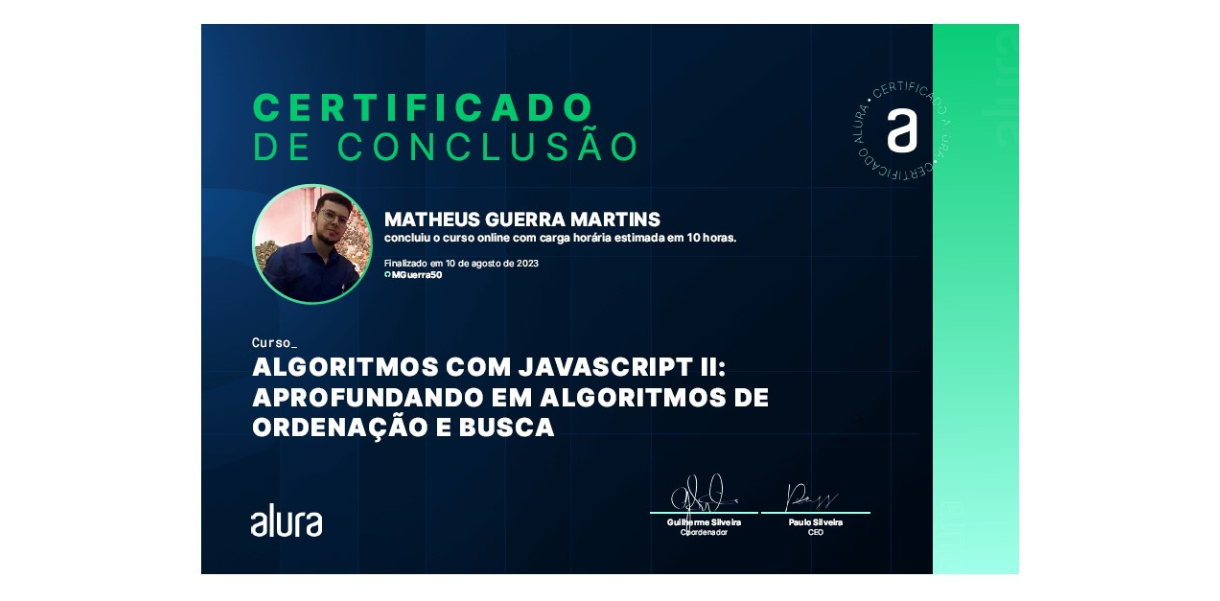 CERTIFICADO
DE CONCLUSÃO
CERTIFICADO ALURA • CERTIFICADO ALURA •
a
alura
MATHEUS GUERRA MARTINS
concluiu o curso online com carga horária estimada em 10 horas.
Finalizado em 10 de agosto de 2023
MGuerra50
Curso_
ALGORITMOS COM JAVASCRIPT II:
APROFUNDANDO EM ALGORITMOS DE
ORDENAÇÃO E BUSCA
alura
Guilherme Silveira
Coordenador
Paulo Silveira
CEO